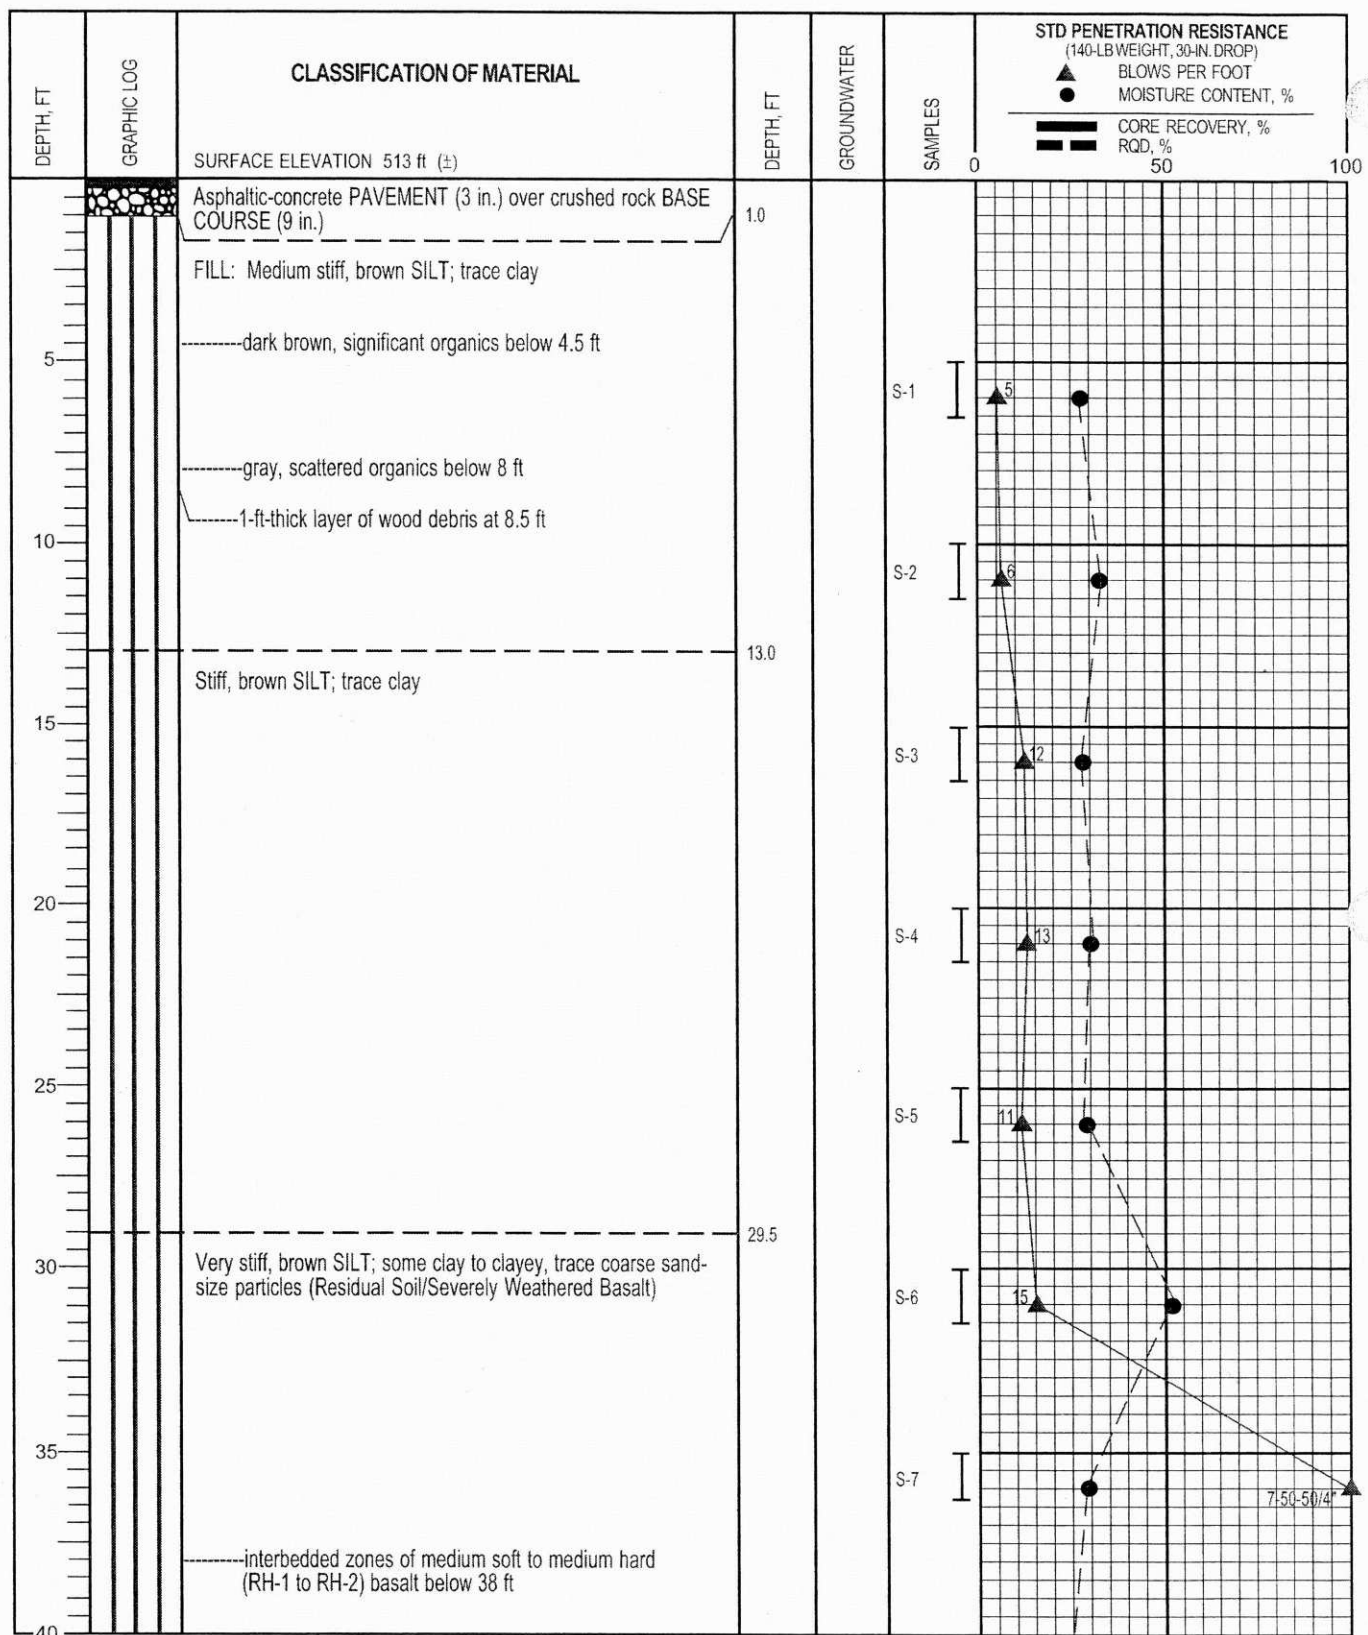 DEPTH, FT
GRAPHIC LOG
CLASSIFICATION OF MATERIAL
SURFACE ELEVATION 513 ft (±)
DEPTH, FT
GROUNDWATER
SAMPLES
STD PENETRATION RESISTANCE
(140-LB WEIGHT, 30-IN. DROP)
BLOWS PER FOOT
MOISTURE CONTENT, %
CORE RECOVERY, %
RQD, %
0 50 100
Asphaltic-concrete PAVEMENT (3 in.) over crushed rock BASE
COURSE (9 in.)
1.0
FILL: Medium stiff, brown SILT; trace clay
dark brown, significant organics below 4.5 ft
5
S-1
5
gray, scattered organics below 8 ft
1-ft-thick layer of wood debris at 8.5 ft
10
S-2
6
13.0
Stiff, brown SILT; trace clay
15
S-3
12
20
S-4
13
25
S-5
11
29.5
Very stiff, brown SILT; some clay to clayey, trace coarse sand-
size particles (Residual Soil/Severely Weathered Basalt)
30
S-6
15
35
S-7
7-50-50/4"
interbedded zones of medium soft to medium hard
(RH-1 to RH-2) basalt below 38 ft
40